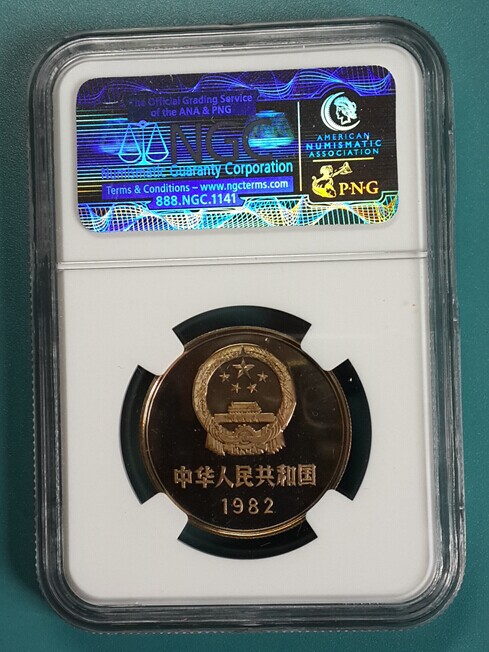 The Official Grading Service
of the ANA & PNG
NGC
Numismatic Guaranty Corporation
Terms & Conditions – www.ngcterms.com
888.NGC.1141
AMERICAN
NUMISMATIC
ASSOCIATION
PNG
中华人民共和国
1982